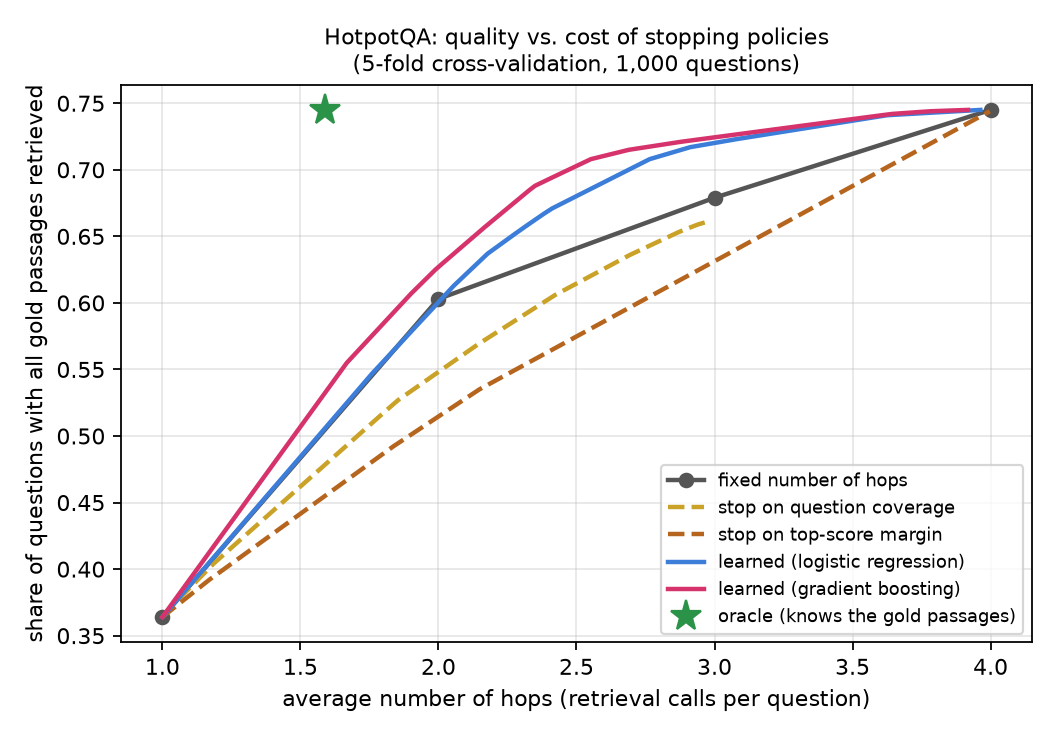 HotpotQA: quality vs. cost of stopping policies
(5-fold cross-validation, 1,000 questions)
share of questions with all gold passages retrieved
0.75
0.70
0.65
0.60
0.55
0.50
0.45
0.40
0.35
fixed number of hops
stop on question coverage
stop on top-score margin
learned (logistic regression)
learned (gradient boosting)
oracle (knows the gold passages)
1.0 1.5 2.0 2.5 3.0 3.5 4.0
average number of hops (retrieval calls per question)